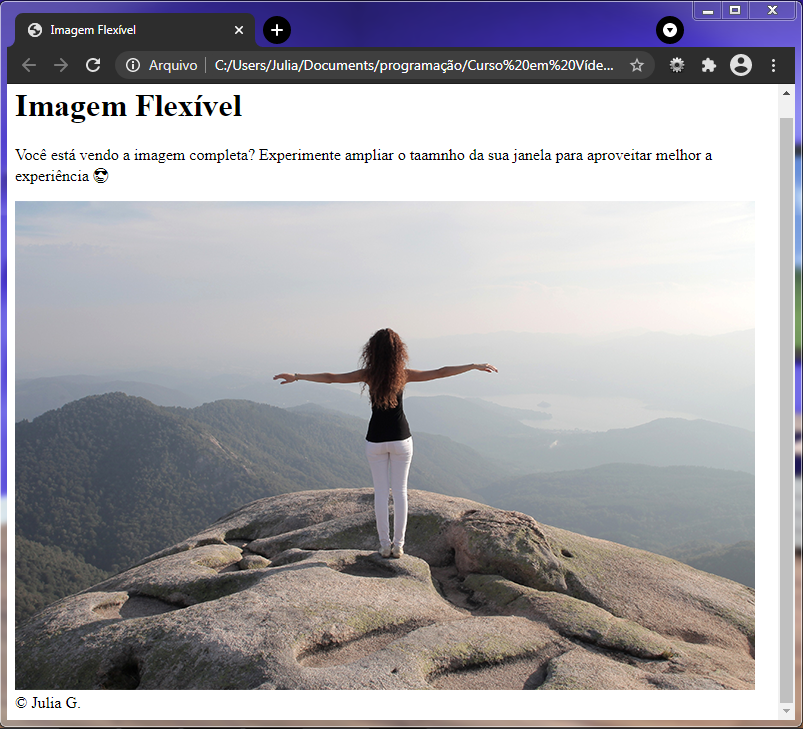 Imagem Flexível
Arquivo C:/Users/Julia/Documents/programação/Curso%20em%20Víde...
Imagem Flexível
Você está vendo a imagem completa? Experimente ampliar o taamnho da sua janela para aproveitar melhor a
experiência 😎
© Julia G.